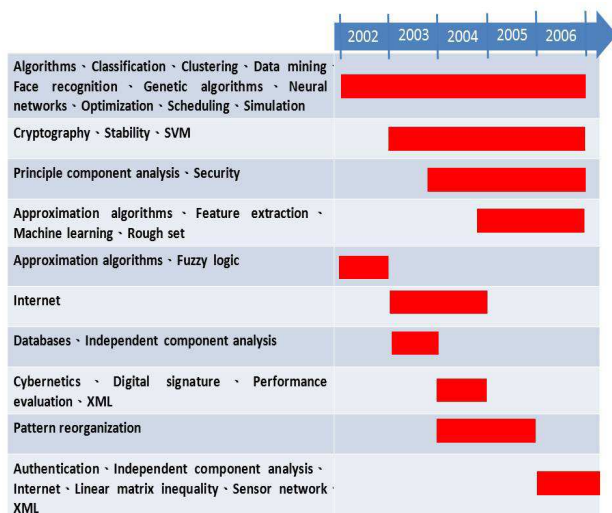 2002 2003 2004 2005 2006
Algorithms、Classification、Clustering、Data mining、
Face recognition、Genetic algorithms、Neural
networks、Optimization、Scheduling、Simulation
Cryptography、Stability、SVM
Principle component analysis、Security
Approximation algorithms、Feature extraction、
Machine learning、Rough set
Approximation algorithms、Fuzzy logic
Internet
Databases、Independent component analysis
Cybernetics、Digital signature、Performance
evaluation、XML
Pattern reorganization
Authentication、Independent component analysis、
Internet、Linear matrix inequality、Sensor network、
XML